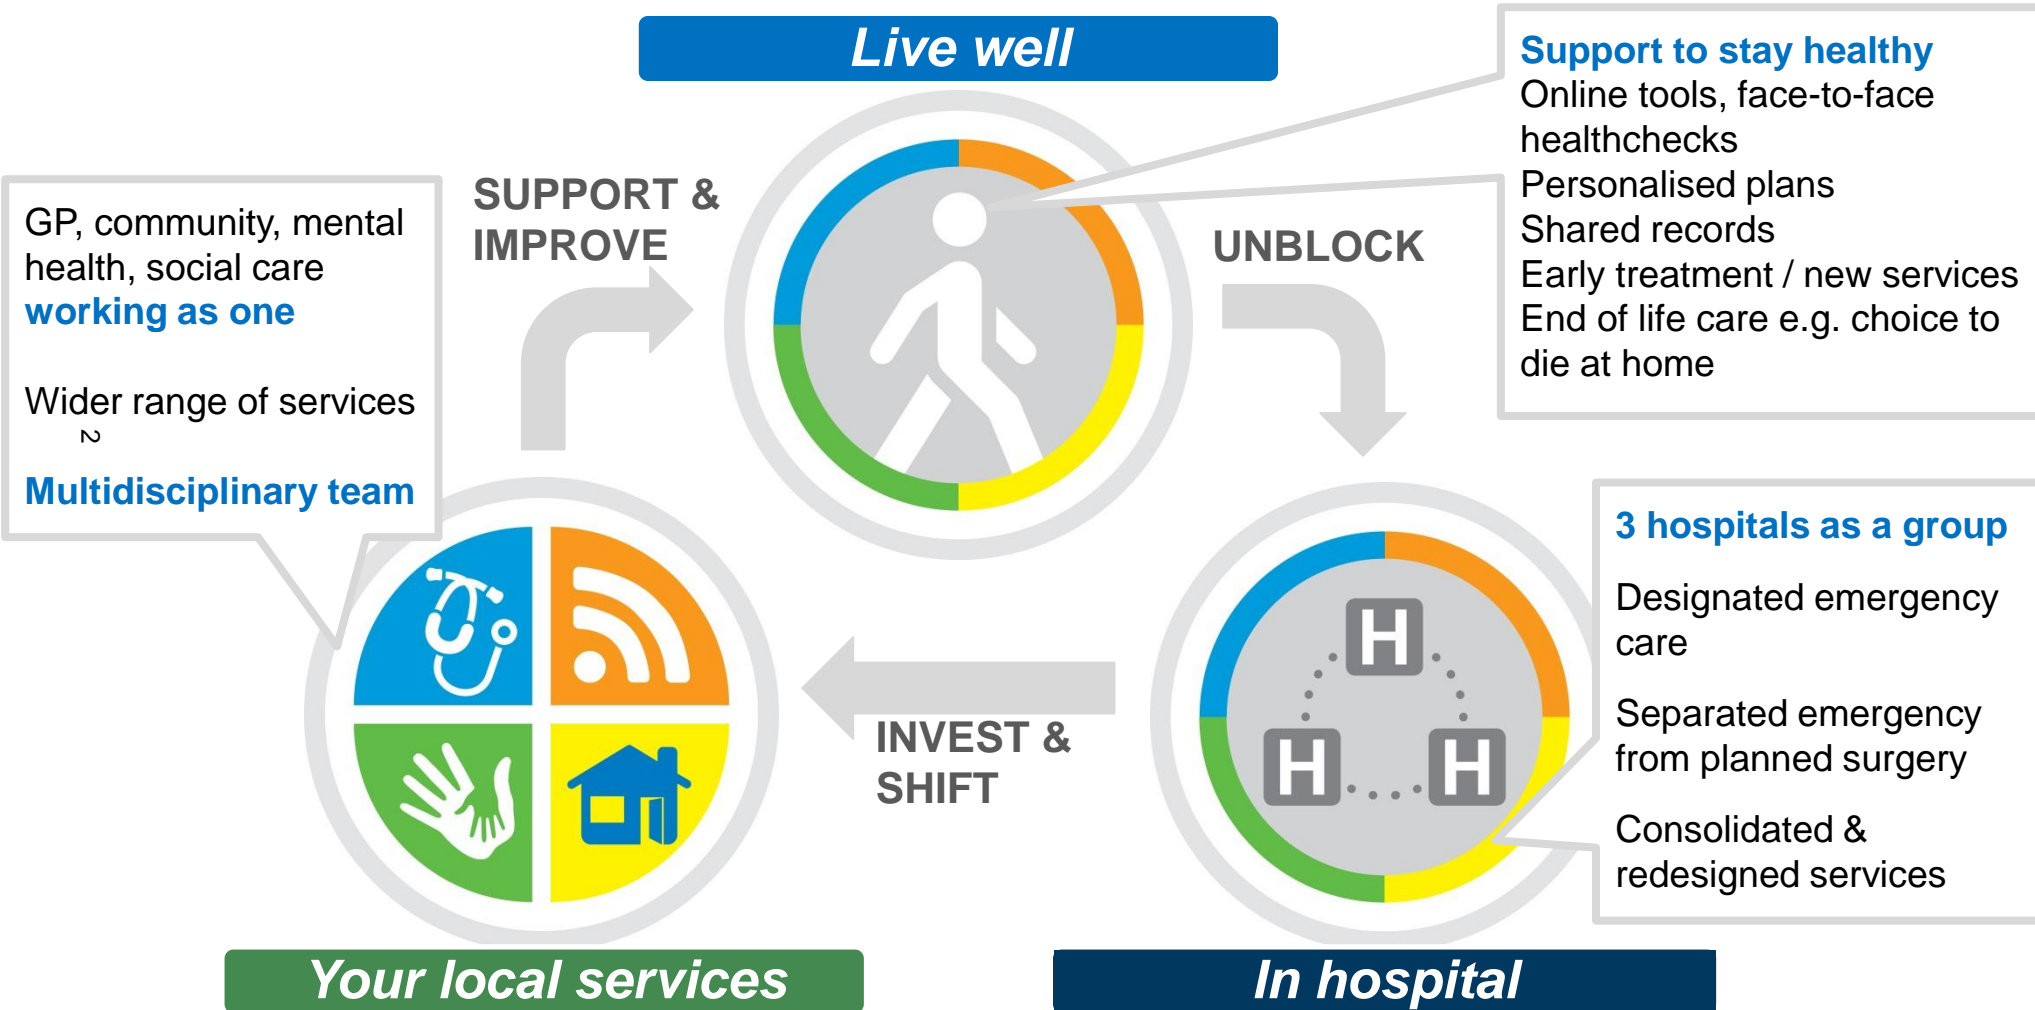 Live well
Support to stay healthy
Online tools, face-to-face
healthchecks
Personalised plans
Shared records
Early treatment / new services
End of life care e.g. choice to
die at home
SUPPORT &
IMPROVE
UNBLOCK
GP, community, mental
health, social care
working as one
Wider range of services
2
Multidisciplinary team
3 hospitals as a group
Designated emergency
care
Separated emergency
from planned surgery
Consolidated &
redesigned services
H
H
H
INVEST &
SHIFT
Your local services
In hospital